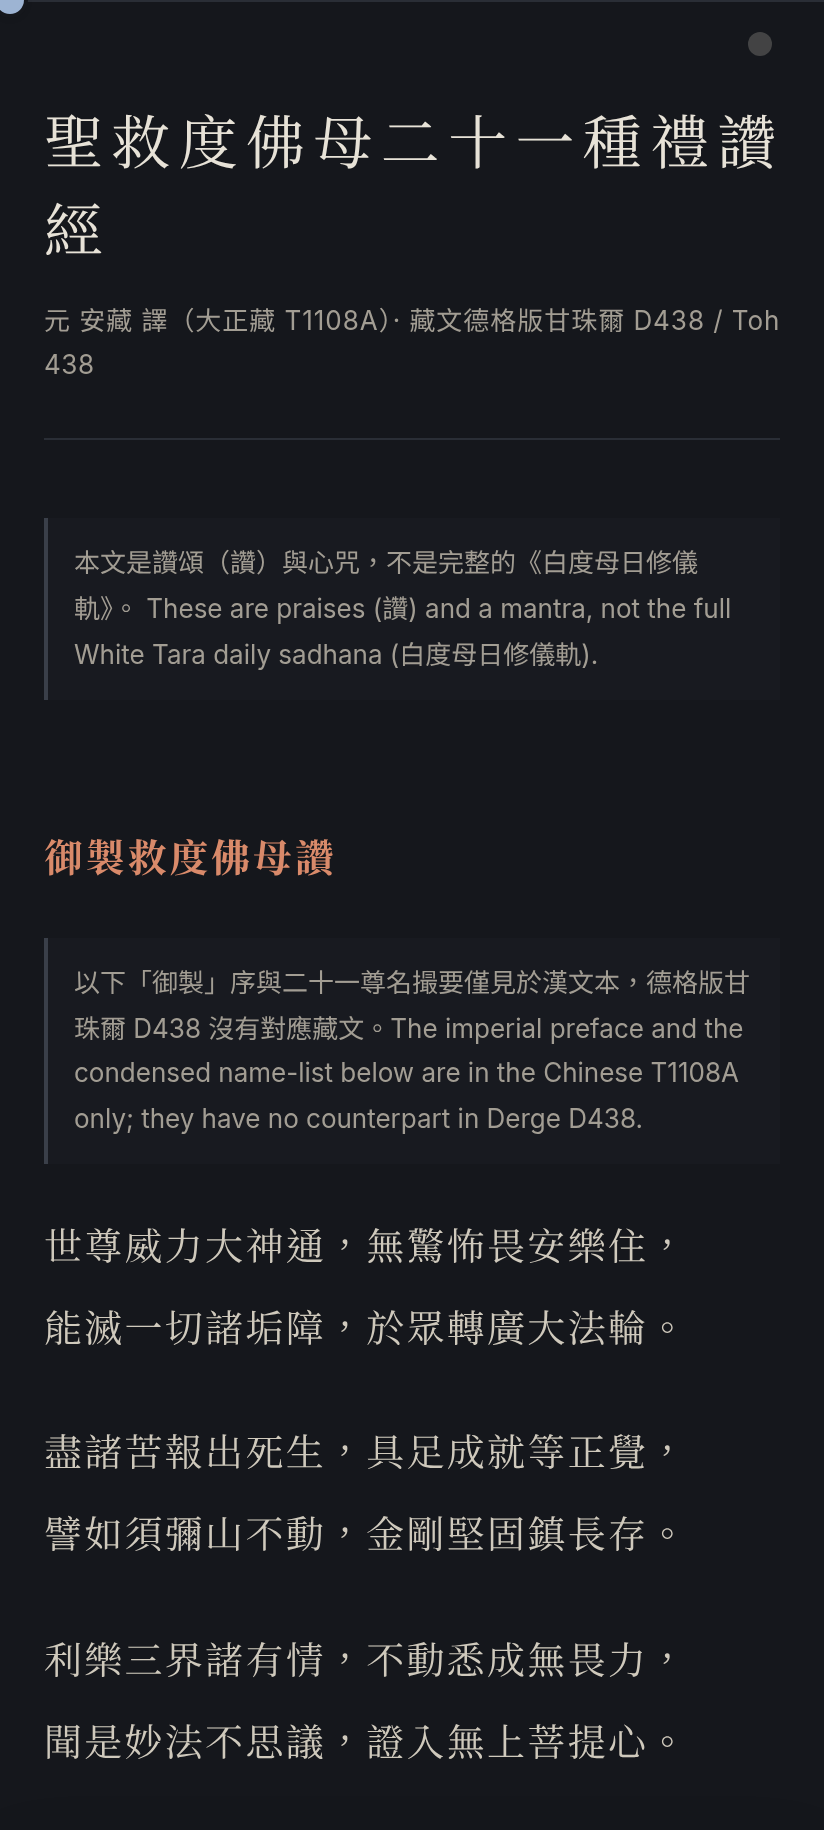 聖救度佛母二十一種禮讚
經
元 安藏 譯（大正藏 T1108A）· 藏文德格版甘珠爾 D438 / Toh
438
本文是讚頌（讚）與心咒，不是完整的《白度母日修儀
軌》。 These are praises (讚) and a mantra, not the full
White Tara daily sadhana (白度母日修儀軌).
御製救度佛母讚
以下「御製」序與二十一尊名撮要僅見於漢文本，德格版甘
珠爾 D438 沒有對應藏文。The imperial preface and the
condensed name-list below are in the Chinese T1108A
only; they have no counterpart in Derge D438.
世尊威力大神通，無驚怖畏安樂住，
能滅一切諸垢障，於眾轉廣大法輪。
盡諸苦報出死生，具足成就等正覺，
譬如須彌山不動，金剛堅固鎮長存。
利樂三界諸有情，不動悉成無畏力，
聞是妙法不思議，證入無上菩提心。